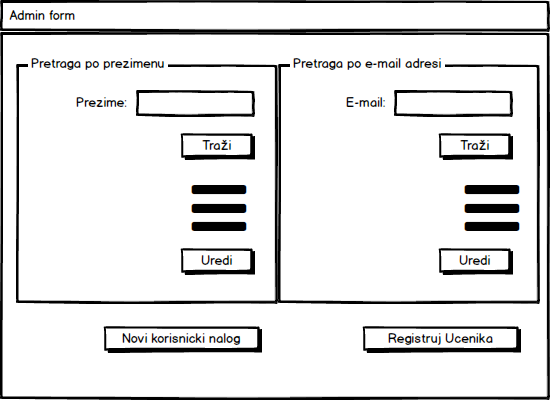 Admin form
Pretraga po prezimenu
Prezime:
Traži
Uredi
Pretraga po e-mail adresi
E-mail:
Traži
Uredi
Novi korisnicki nalog
Registruj Ucenika